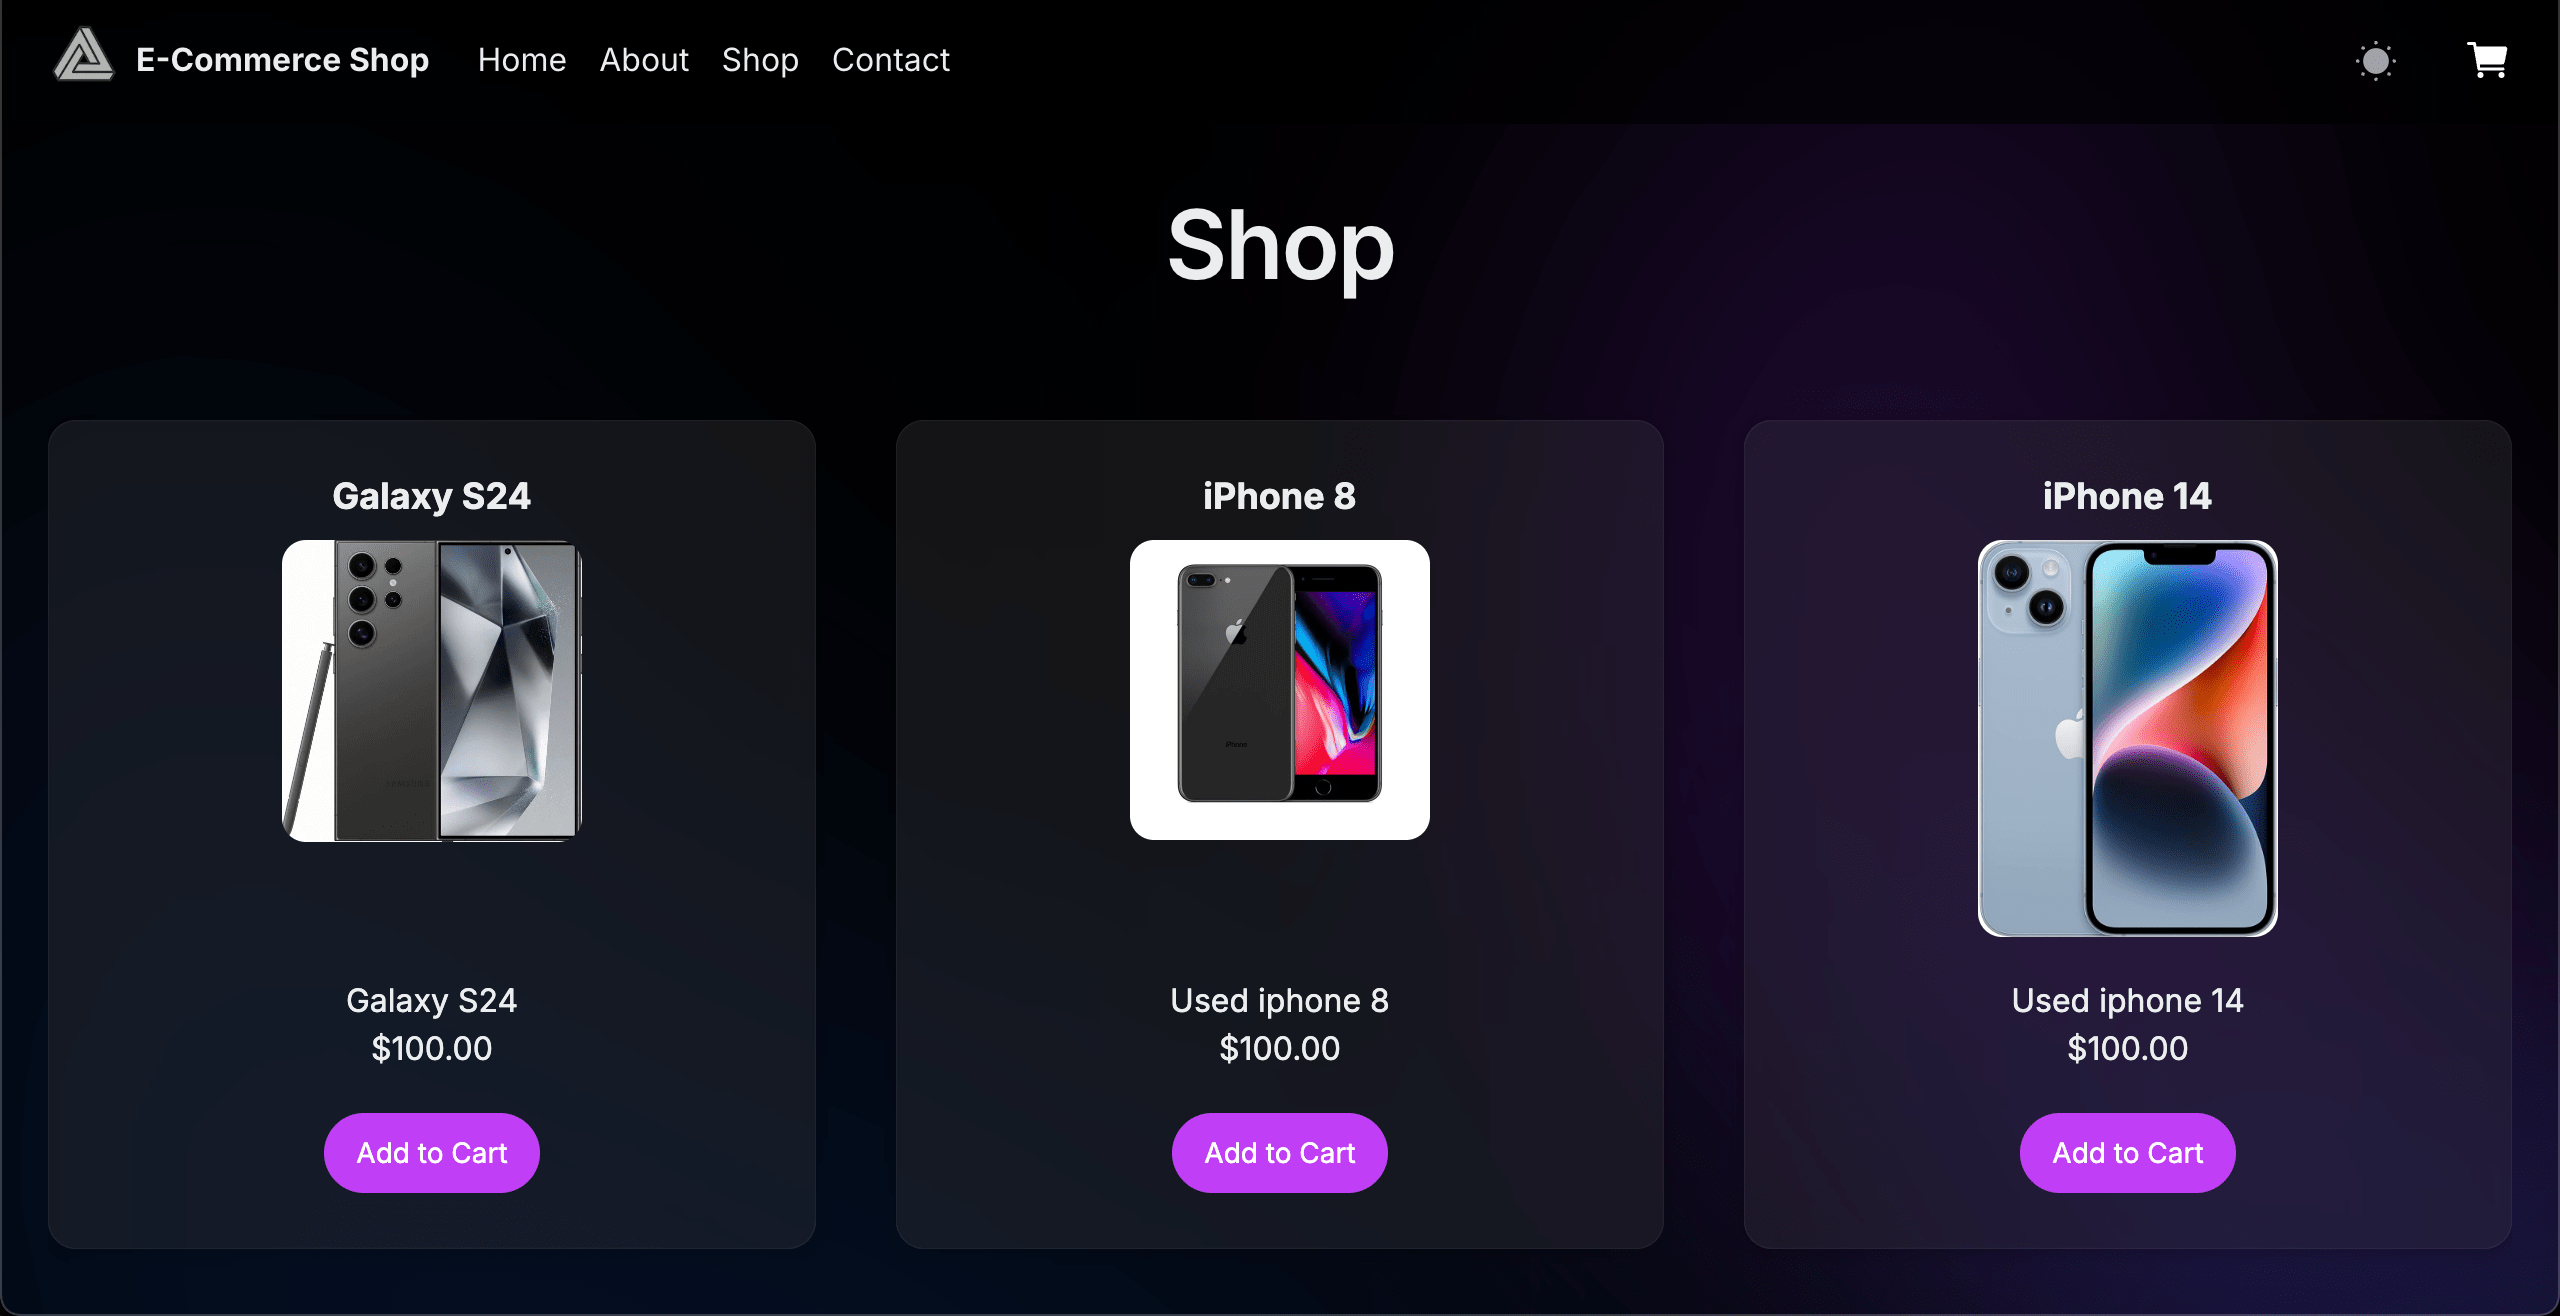 E-Commerce Shop Home About Shop Contact
Shop
Galaxy S24
iPhone 8
iPhone 14
iPhone
Galaxy S24
$100.00
Used iphone 8
$100.00
Used iphone 14
$100.00
Add to Cart
Add to Cart
Add to Cart